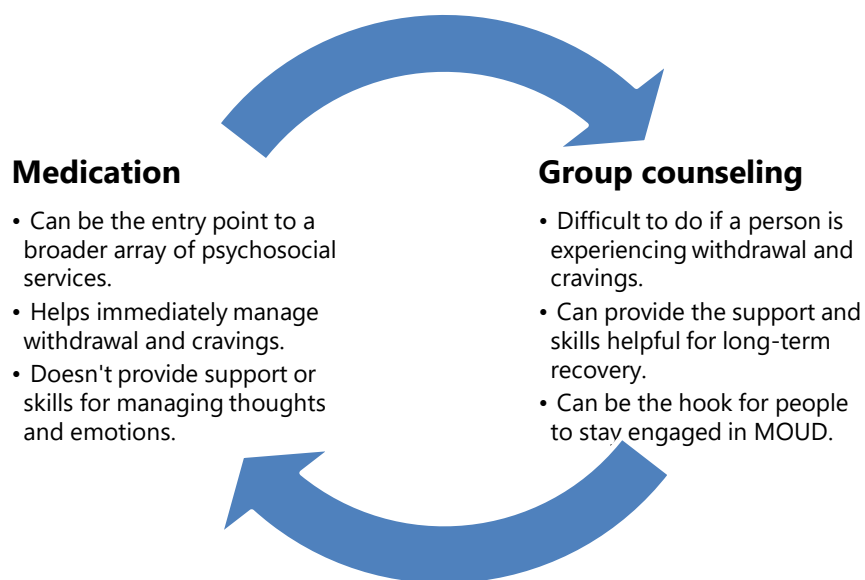 Medication
• Can be the entry point to a
broader array of psychosocial
services.
• Helps immediately manage
withdrawal and cravings.
• Doesn't provide support or
skills for managing thoughts
and emotions.
Group counseling
• Difficult to do if a person is
experiencing withdrawal and
cravings.
• Can provide the support and
skills helpful for long-term
recovery.
• Can be the hook for people
to stay engaged in MOUD.